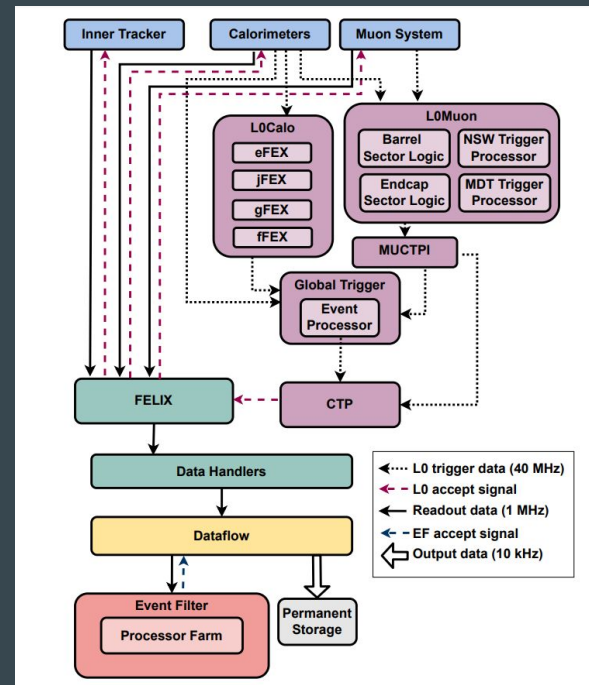 Inner Tracker
Calorimeters
Muon System
L0Calo
eFEX
jFEX
gFEX
fFEX
L0Muon
Barrel
Sector Logic
NSW Trigger
Processor
Endcap
Sector Logic
MDT Trigger
Processor
MUCTPI
Global Trigger
Event
Processor
FELIX
CTP
Data Handlers
Dataflow
Event Filter
Processor Farm
Permanent
Storage
L0 trigger data (40 MHz)
L0 accept signal
Readout data (1 MHz)
EF accept signal
Output data (10 kHz)